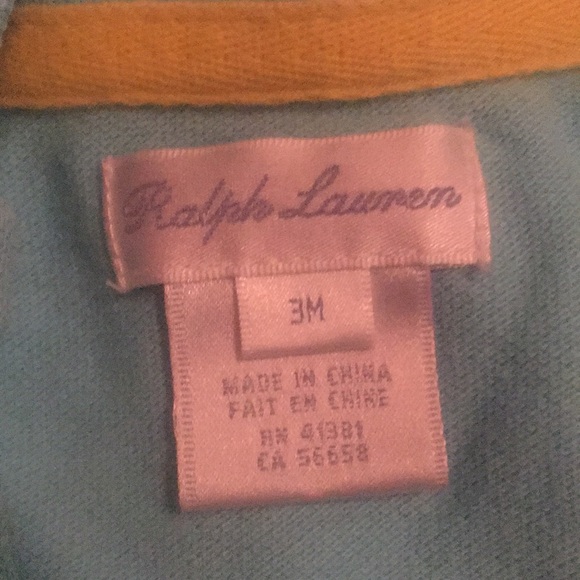 Ralph Lauren
3M
MADE IN CHINA
FAIT EN CHINE
RN 41381
CA 56658